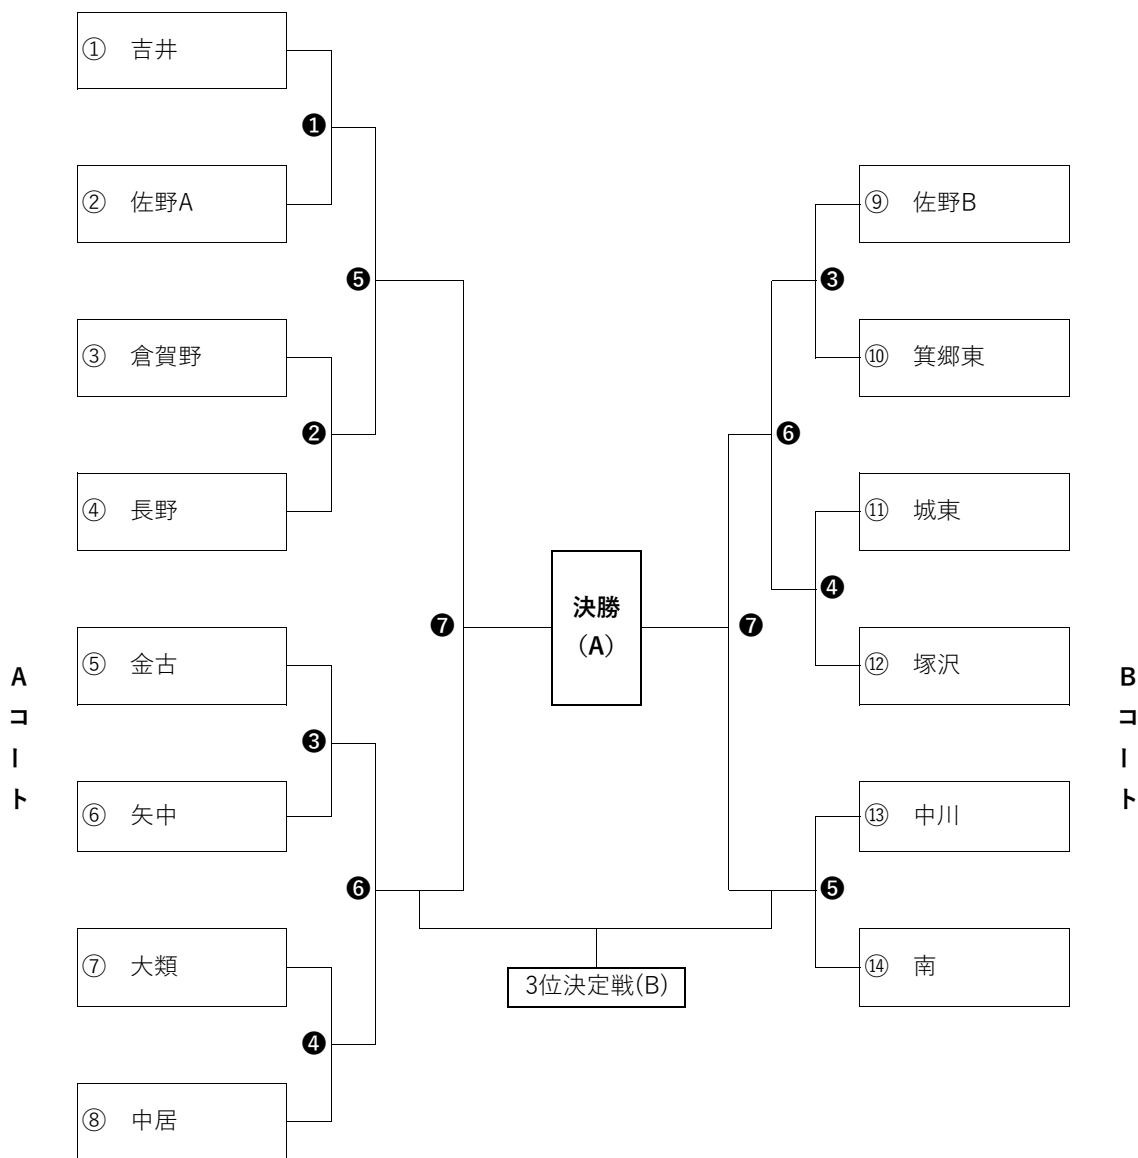 ① 吉井
❶
② 佐野A
❺
③ 倉賀野
❷
④ 長野
❼
⑤ 金古
❸
⑥ 矢中
❻
⑦ 大類
❹
⑧ 中居
Aコート
決勝
(A)
3位決定戦(B)
⑨ 佐野B
❸
⑩ 箕郷東
❻
⑪ 城東
❹
⑫ 塚沢
❼
⑬ 中川
❺
⑭ 南
Bコート